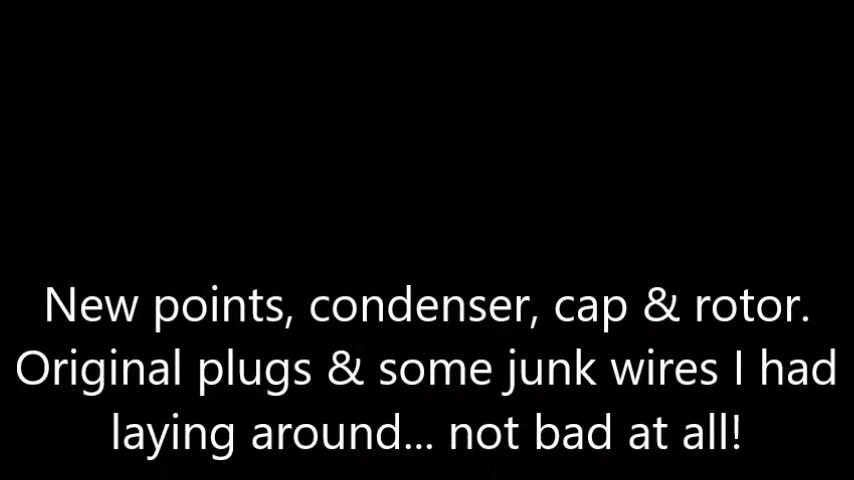 New points, condenser, cap & rotor.
Original plugs & some junk wires I had
laying around... not bad at all!